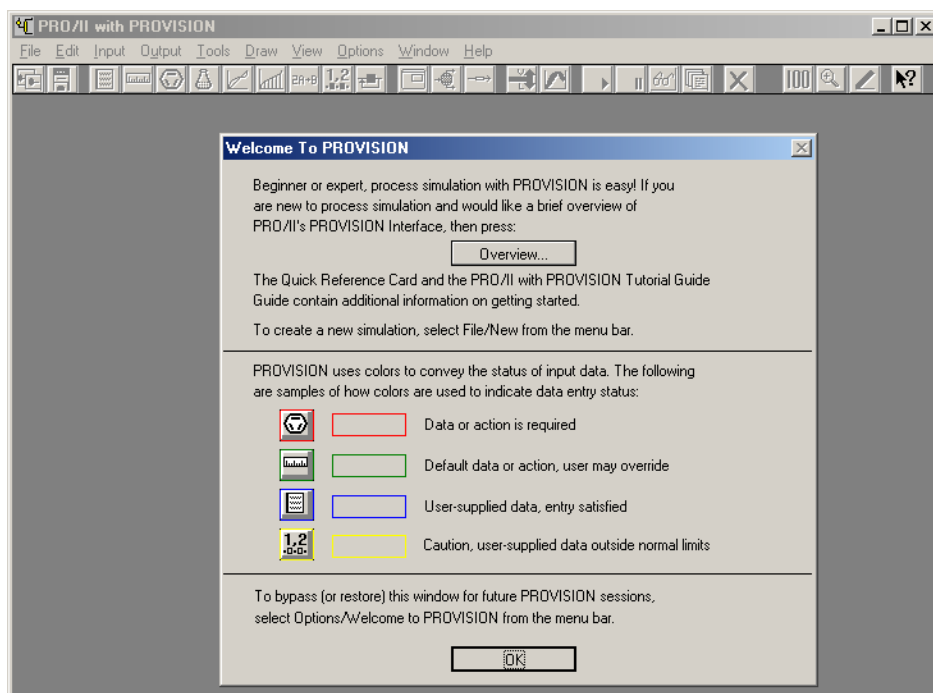 PRO/II with PROVISION
File Edit Input Output Tools Draw View Options Window Help
2A+B 1,2 100
Welcome To PROVISION
Beginner or expert, process simulation with PROVISION is easy! If you
are new to process simulation and would like a brief overview of
PRO/II's PROVISION Interface, then press:
Overview...
The Quick Reference Card and the PRO/II with PROVISION Tutorial Guide
Guide contain additional information on getting started.
To create a new simulation, select File/New from the menu bar.
PROVISION uses colors to convey the status of input data. The following
are samples of how colors are used to indicate data entry status:
Data or action is required
Default data or action, user may override
User-supplied data, entry satisfied
1,2 Caution, user-supplied data outside normal limits
To bypass (or restore) this window for future PROVISION sessions,
select Options/Welcome to PROVISION from the menu bar.
OK